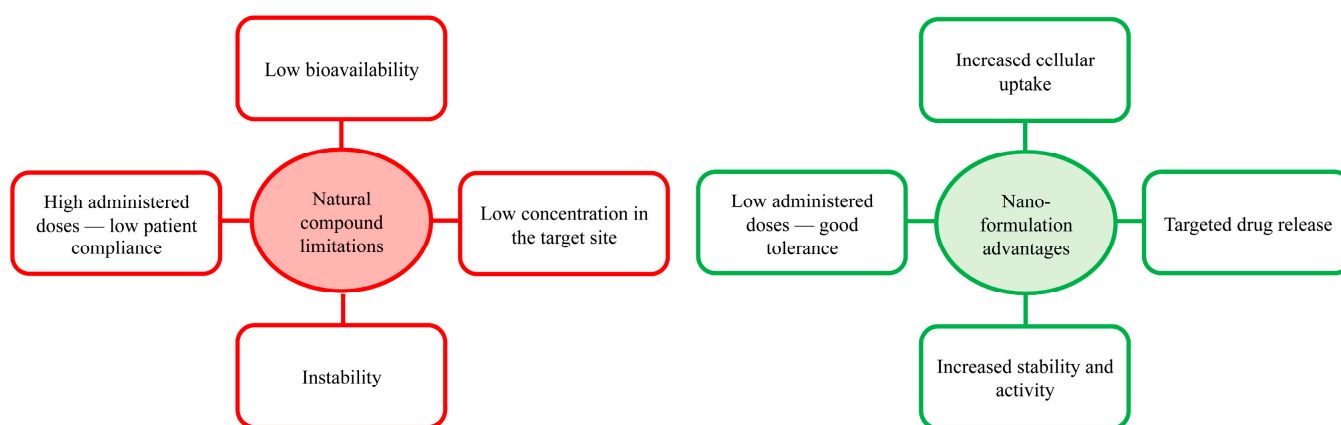 Low bioavailability
High administered
doses — low patient
compliance
Natural
compound
limitations
Low concentration in
the target site
Instability
Increased cellular
uptake
Low administered
doses — good
tolerance
Nano-
formulation
advantages
Targeted drug release
Increased stability and
activity